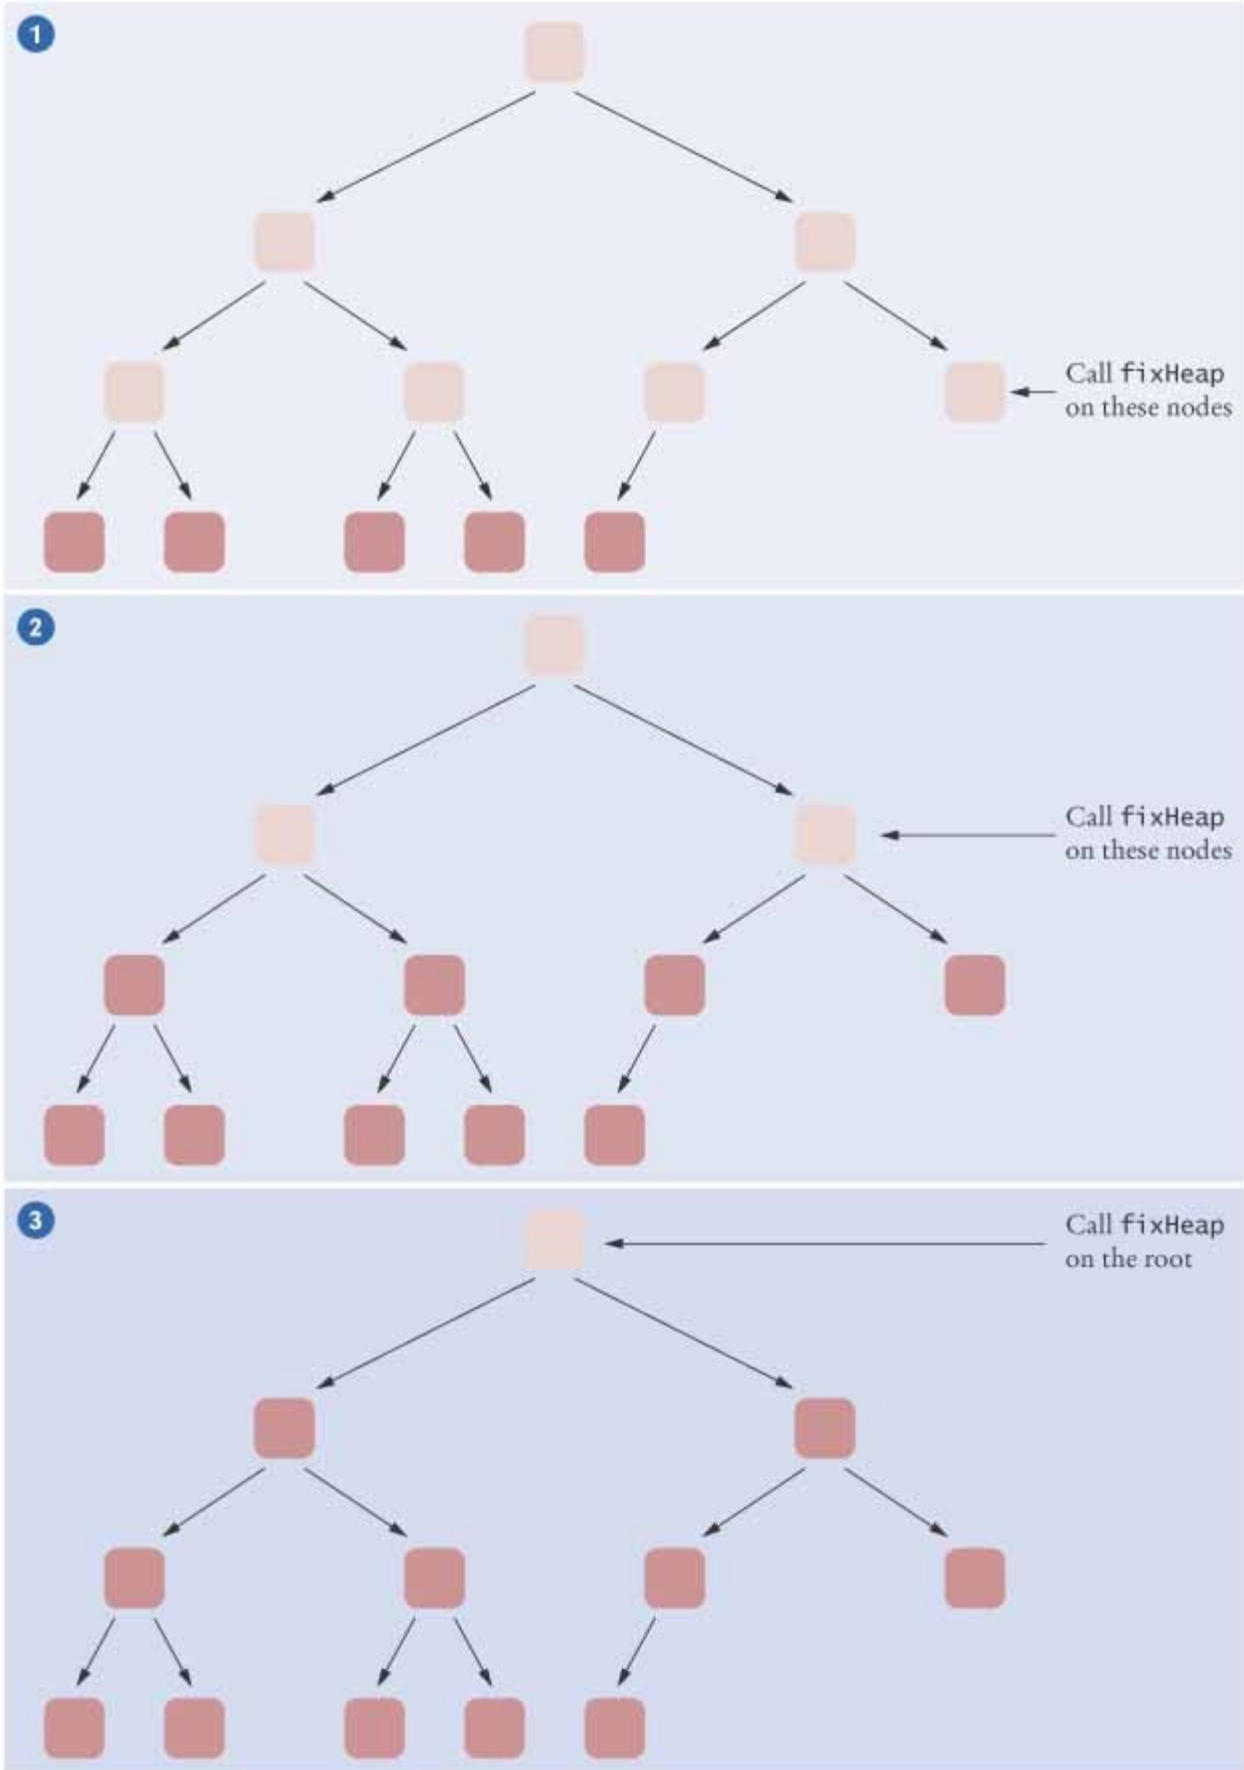 1
Call fixHeap
on these nodes
2
Call fixHeap
on these nodes
3
Call fixHeap
on the root